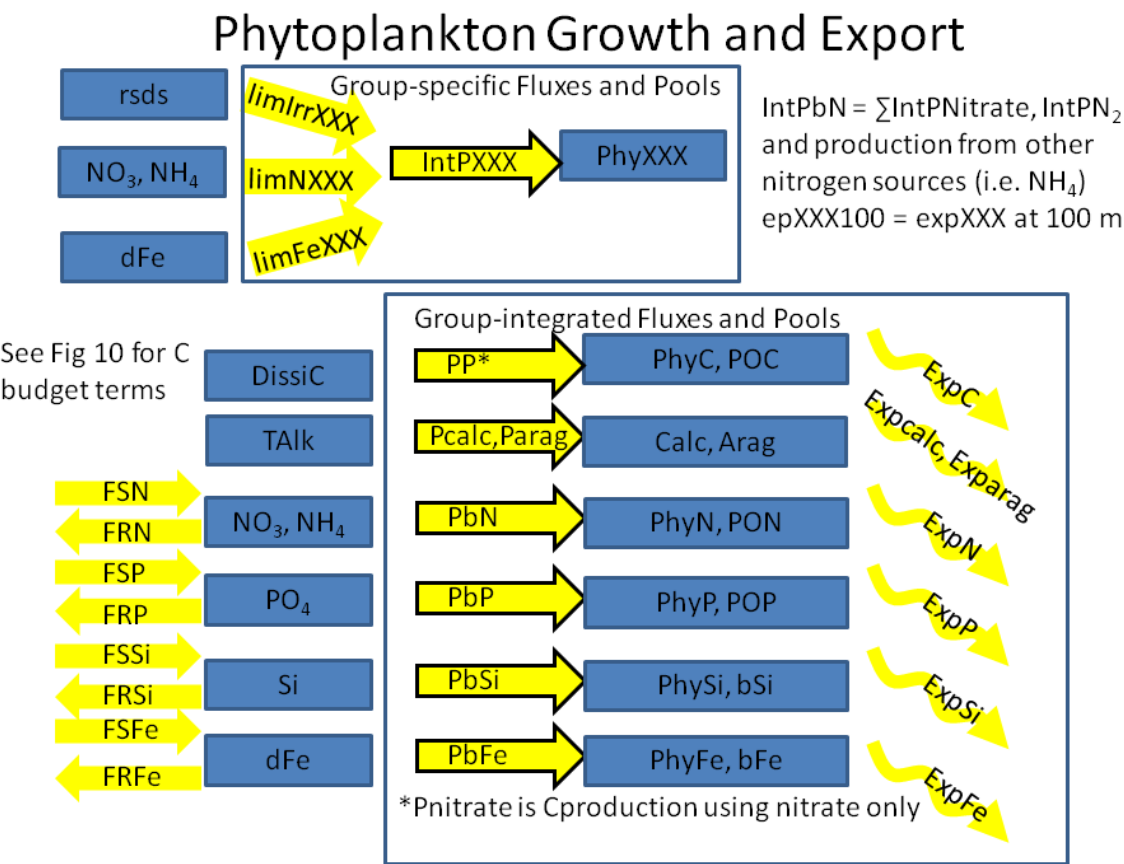 Phytoplankton Growth and Export
rsds
NO₃, NH₄
dFe
Group-specific Fluxes and Pools
limIrrXXX
limNXXX
limFeXXX
IntPXXX
PhyXXX
IntPbN = ∑IntPNitrate, IntPN₂
and production from other
nitrogen sources (i.e. NH₄)
epXXX100 = expXXX at 100 m
See Fig 10 for C
budget terms
Group-integrated Fluxes and Pools
DissiC
PP*
PhyC, POC
ExpC
TAlk
Pcalc,Parag
Calc, Arag
Expcalc, Exparag
FSN
FRN
NO₃, NH₄
PbN
PhyN, PON
ExpN
FSP
FRP
PO₄
PbP
PhyP, POP
ExpP
FSSi
FRSi
Si
PbSi
PhySi, bSi
ExpSi
FSFe
FRFe
dFe
PbFe
PhyFe, bFe
ExpFe
*Pnitrate is Cproduction using nitrate only